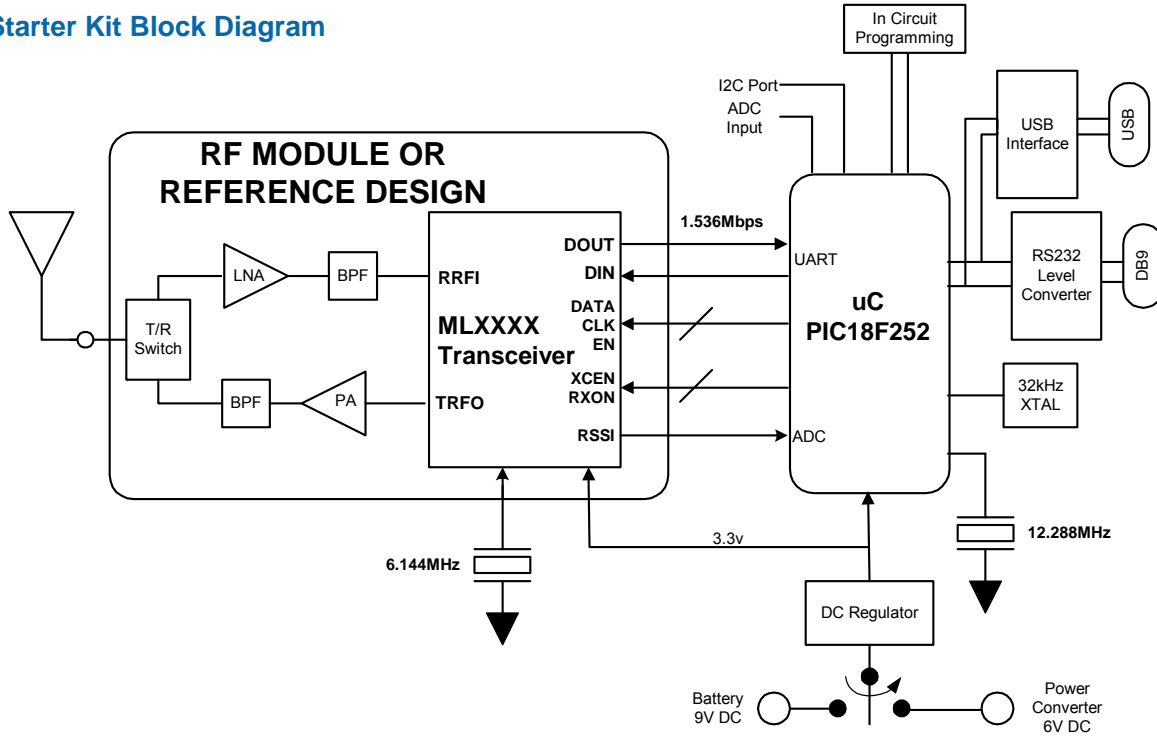 Starter Kit Block Diagram
In Circuit
Programming
I2C Port
ADC
Input
USB
Interface
USB
RF MODULE OR
REFERENCE DESIGN
LNA
BPF
T/R
Switch
BPF
PA
RRFI
MLXXXX
Transceiver
TRFO
DOUT
DIN
DATA
CLK
EN
XCEN
RXON
RSSI
1.536Mbps
UART
uC
PIC18F252
ADC
RS232
Level
Converter
DB9
32kHz
XTAL
6.144MHz
3.3v
12.288MHz
DC Regulator
Battery
9V DC
Power
Converter
6V DC